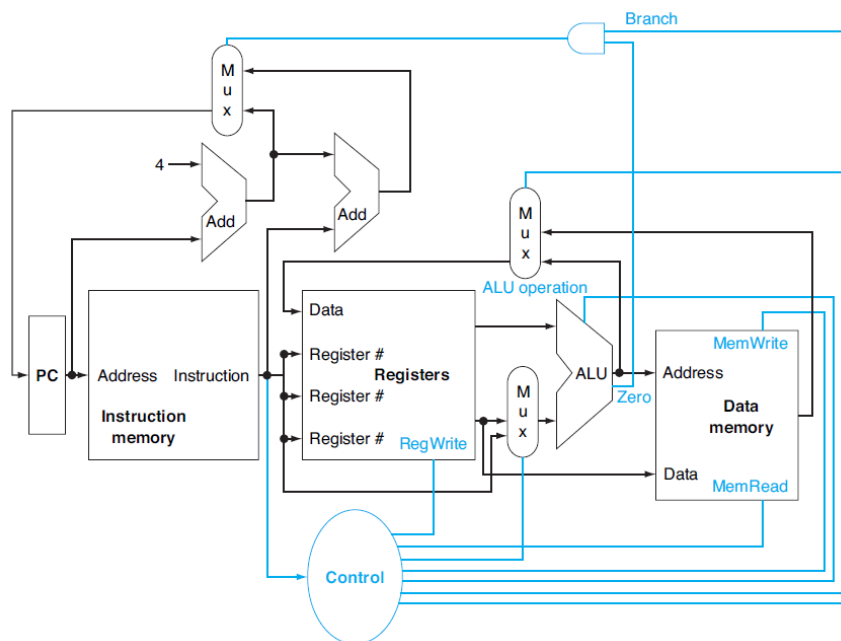 Branch
M
u
x
4
Add
Add
M
u
x
ALU operation
Data
Register #
Registers
Register #
Register #
RegWrite
PC
Address
Instruction
Instruction
memory
M
u
x
ALU
Zero
MemWrite
Address
Data
memory
Data
MemRead
Control